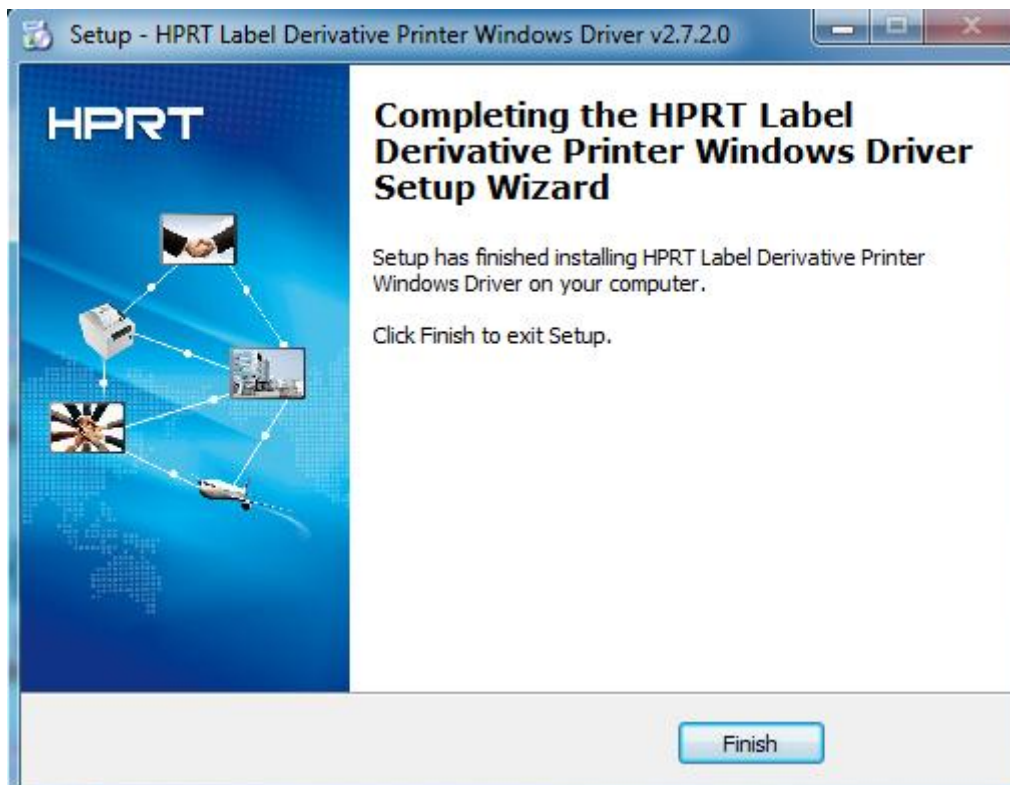 Setup - HPRT Label Derivative Printer Windows Driver v2.7.2.0
HPRT
Completing the HPRT Label
Derivative Printer Windows Driver
Setup Wizard
Setup has finished installing HPRT Label Derivative Printer
Windows Driver on your computer.
Click Finish to exit Setup.
Finish